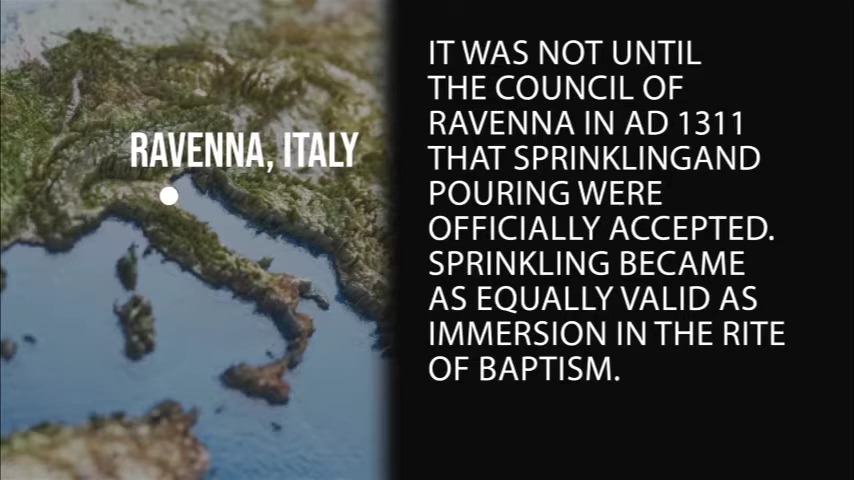 RAVENNA, ITALY
IT WAS NOT UNTIL
THE COUNCIL OF
RAVENNA IN AD 1311
THAT SPRINKLINGAND
POURING WERE
OFFICIALLY ACCEPTED.
SPRINKLING BECAME
AS EQUALLY VALID AS
IMMERSION IN THE RITE
OF BAPTISM.